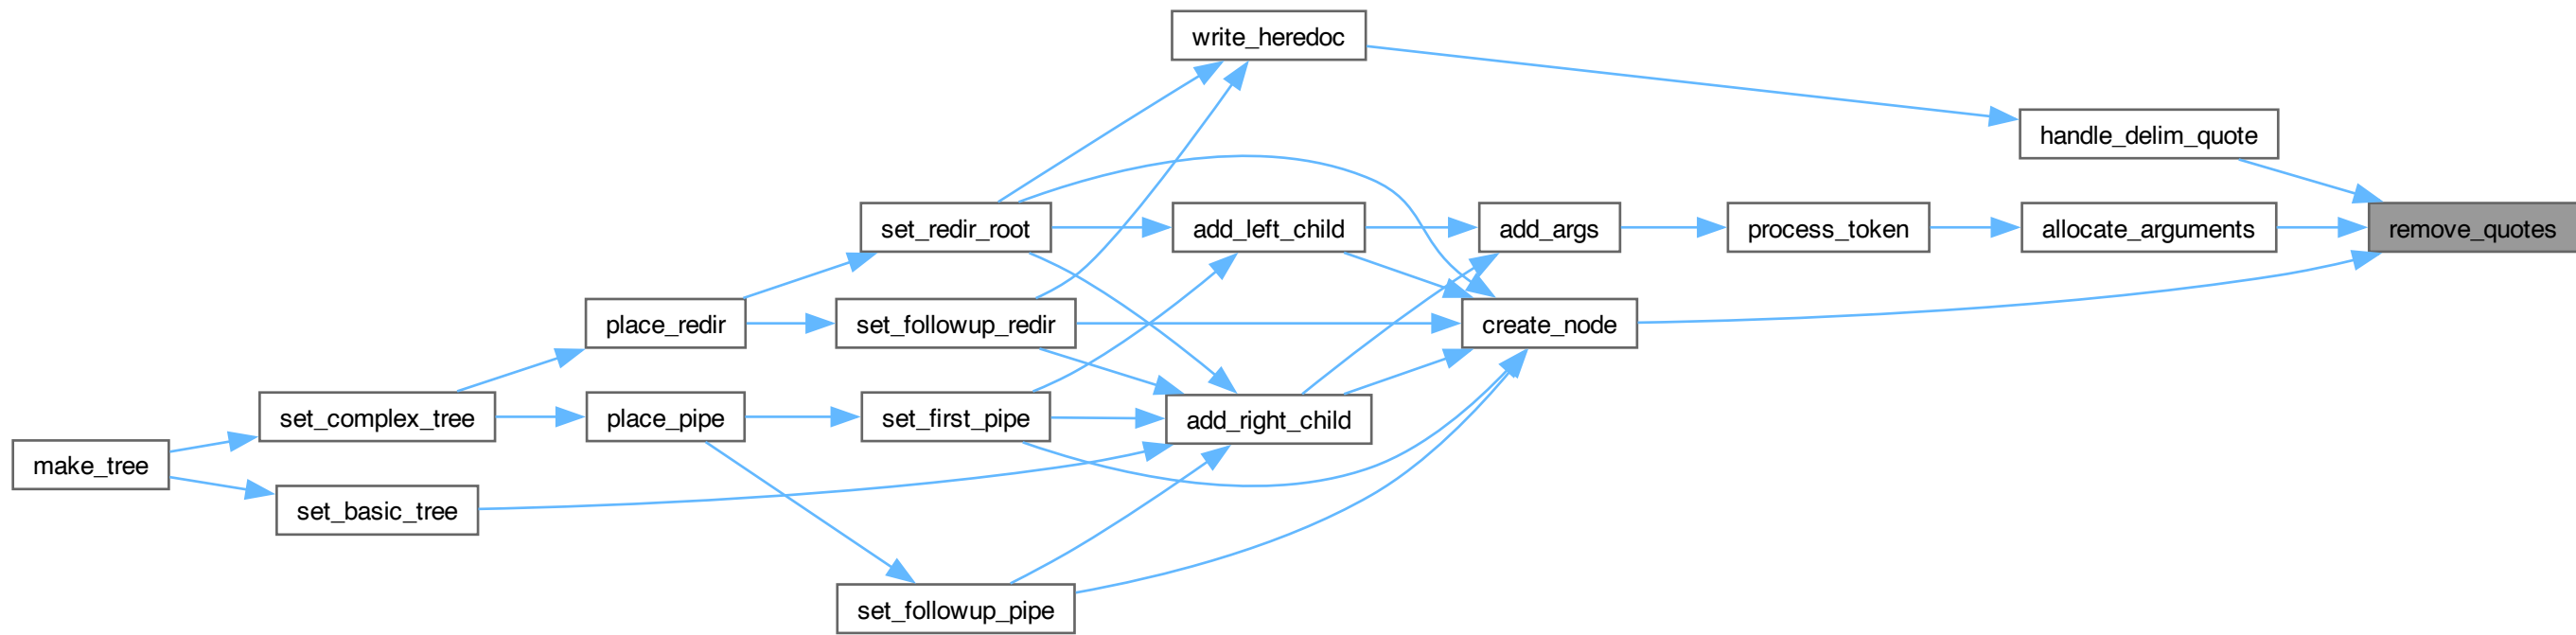 write_heredoc
handle_delim_quote
set_redir_root
add_left_child
add_args
process_token
allocate_arguments
remove_quotes
place_redir
set_followup_redir
create_node
set_complex_tree
place_pipe
set_first_pipe
add_right_child
make_tree
set_basic_tree
set_followup_pipe